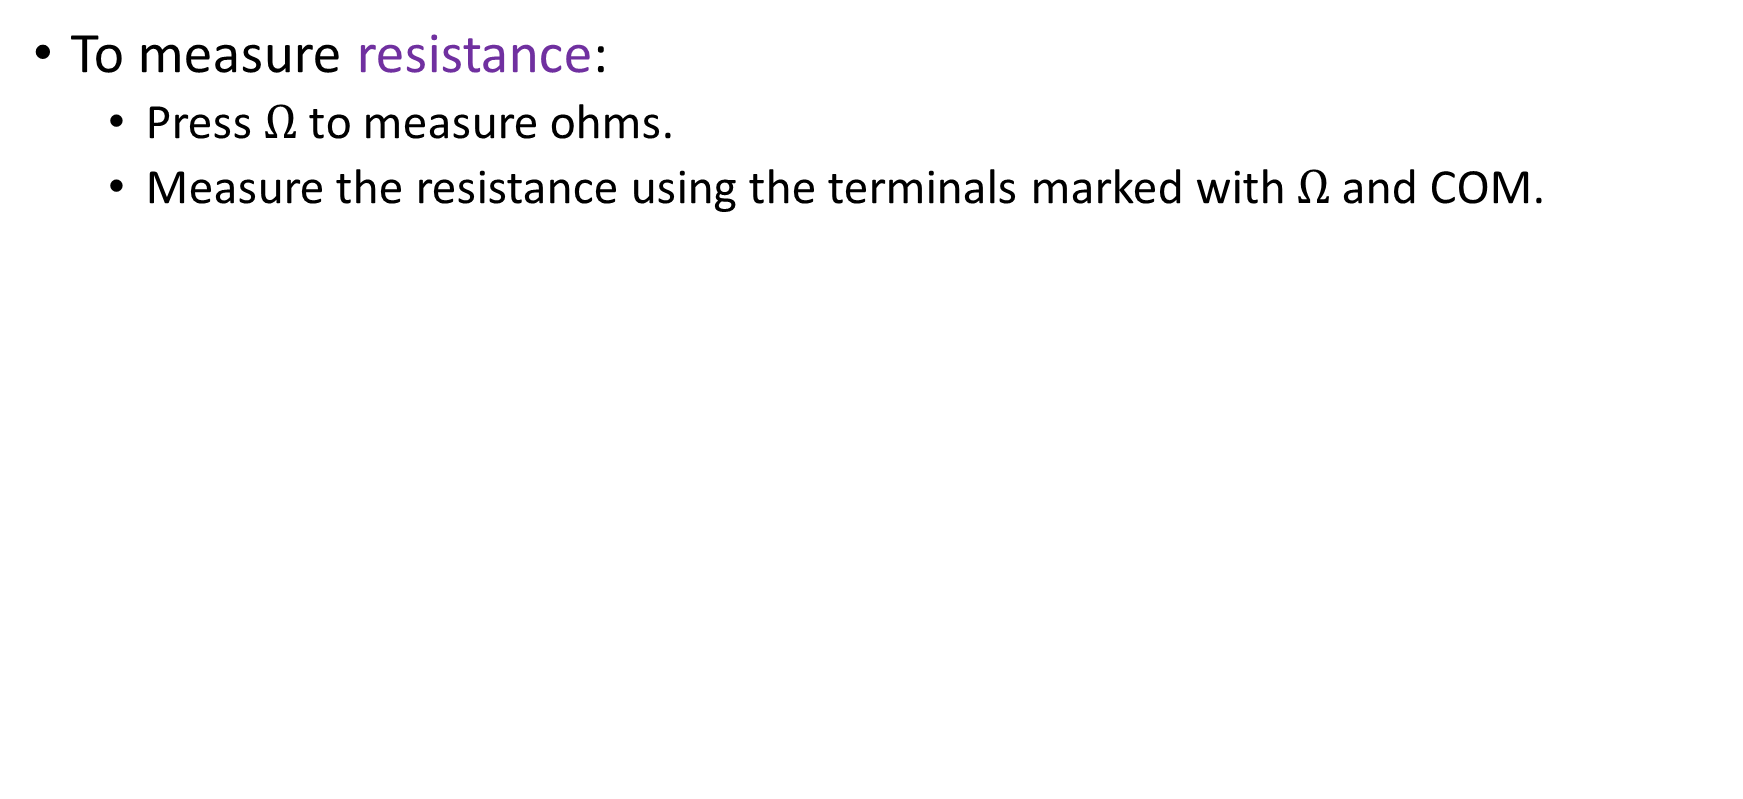 • To measure resistance:
• Press Ω to measure ohms.
• Measure the resistance using the terminals marked with Ω and COM.